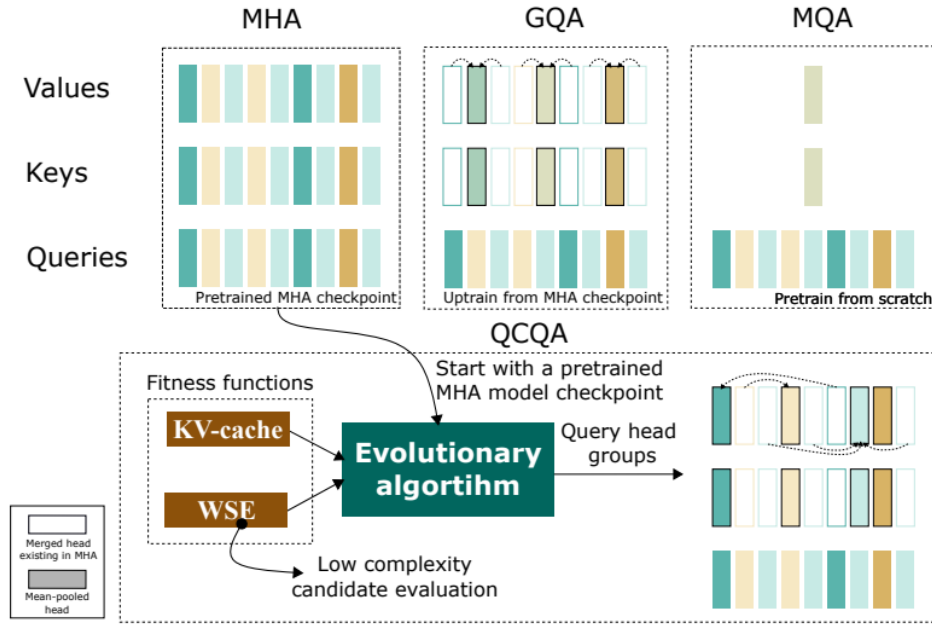 MHA
GQA
MQA
Values
Keys
Queries
Pretrained MHA checkpoint
Uptrain from MHA checkpoint
Pretrain from scratch
QCQA
Fitness functions
KV-cache
WSE
Evolutionary
algortihm
Start with a pretrained
MHA model checkpoint
Query head
groups
Low complexity
candidate evaluation
Merged head
existing in MHA
Mean-pooled
head